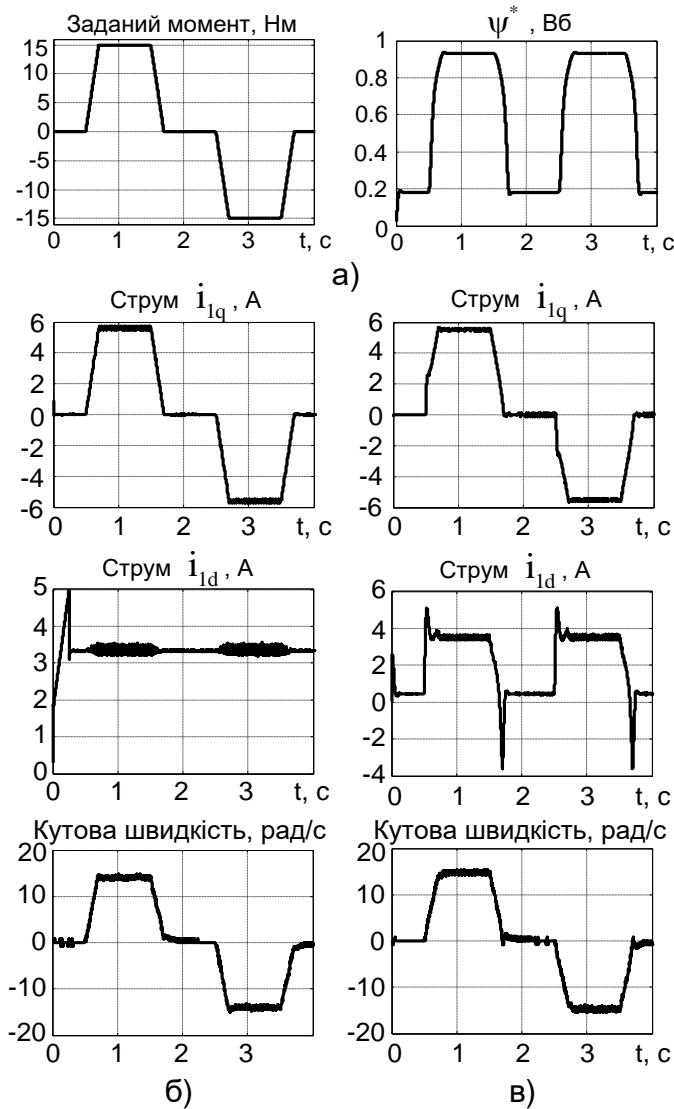 Заданий момент, Нм
ψ* , Вб
15
10
5
0
-5
-10
-15
0 1 2 3 t, с
1
0.8
0.6
0.4
0.2
0
0 1 2 3 t, с
а)
Струм i1q , А
6
4
2
0
-2
-4
-6
0 1 2 3 t, с
Струм i1q , А
6
4
2
0
-2
-4
-6
0 1 2 3 t, с
Струм i1d , А
5
4
3
2
1
0
0 1 2 3 t, с
Струм i1d , А
6
4
2
0
-2
-4
0 1 2 3 t, с
Кутова швидкість, рад/с
20
10
0
-10
-20
0 1 2 3 t, с
Кутова швидкість, рад/с
20
10
0
-10
-20
0 1 2 3 t, с
б)
в)